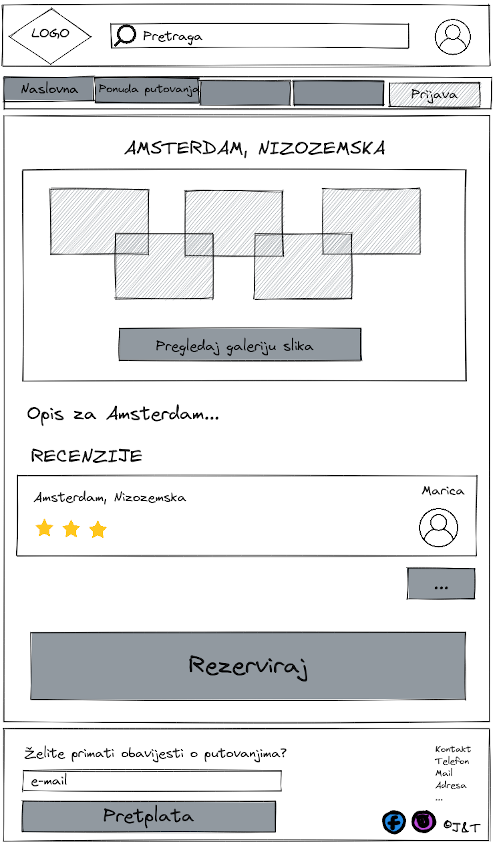 LOGO
Pretraga
Naslovna
Ponuda putovanja
Prijava
AMSTERDAM, NIZOZEMSKA
Pregledaj galeriju slika
Opis za Amsterdam...
RECENZIJE
Amsterdam, Nizozemska
Marica
...
Rezerviraj
Želite primati obavijesti o putovanjima?
e-mail
Pretplata
Kontakt
Telefon
Mail
Adresa
...
©J&T